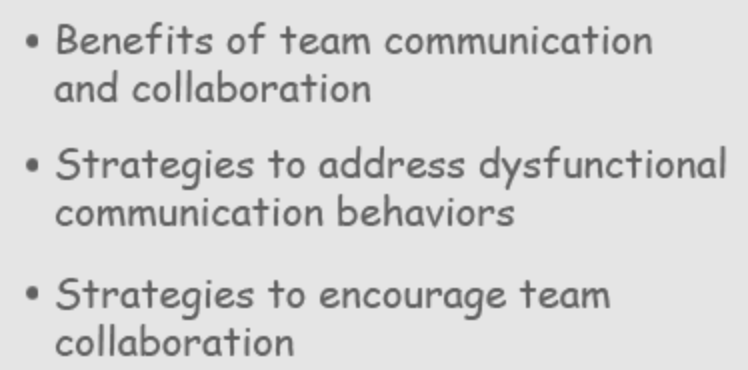 • Benefits of team communication
and collaboration
• Strategies to address dysfunctional
communication behaviors
• Strategies to encourage team
collaboration